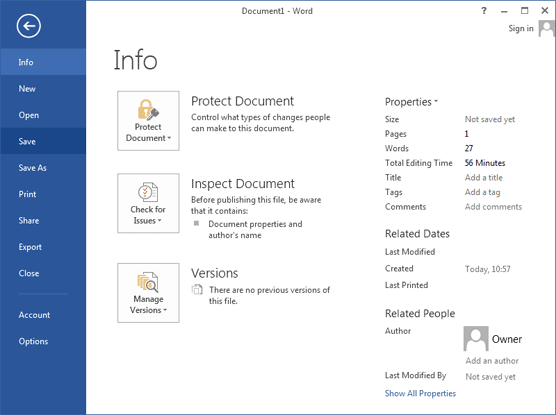 Document1 - Word
?
Sign in
Info
New
Open
Save
Save As
Print
Share
Export
Close
Account
Options
Info
Protect
Document
Protect Document
Control what types of changes people
can make to this document.
Check for
Issues
Inspect Document
Before publishing this file, be aware
that it contains:
Document properties and
author's name
Manage
Versions
Versions
There are no previous versions of
this file.
Properties
Size Not saved yet
Pages 1
Words 27
Total Editing Time 56 Minutes
Title Add a title
Tags Add a tag
Comments Add comments
Related Dates
Last Modified
Created Today, 10:57
Last Printed
Related People
Author Owner
Add an author
Last Modified By Not saved yet
Show All Properties